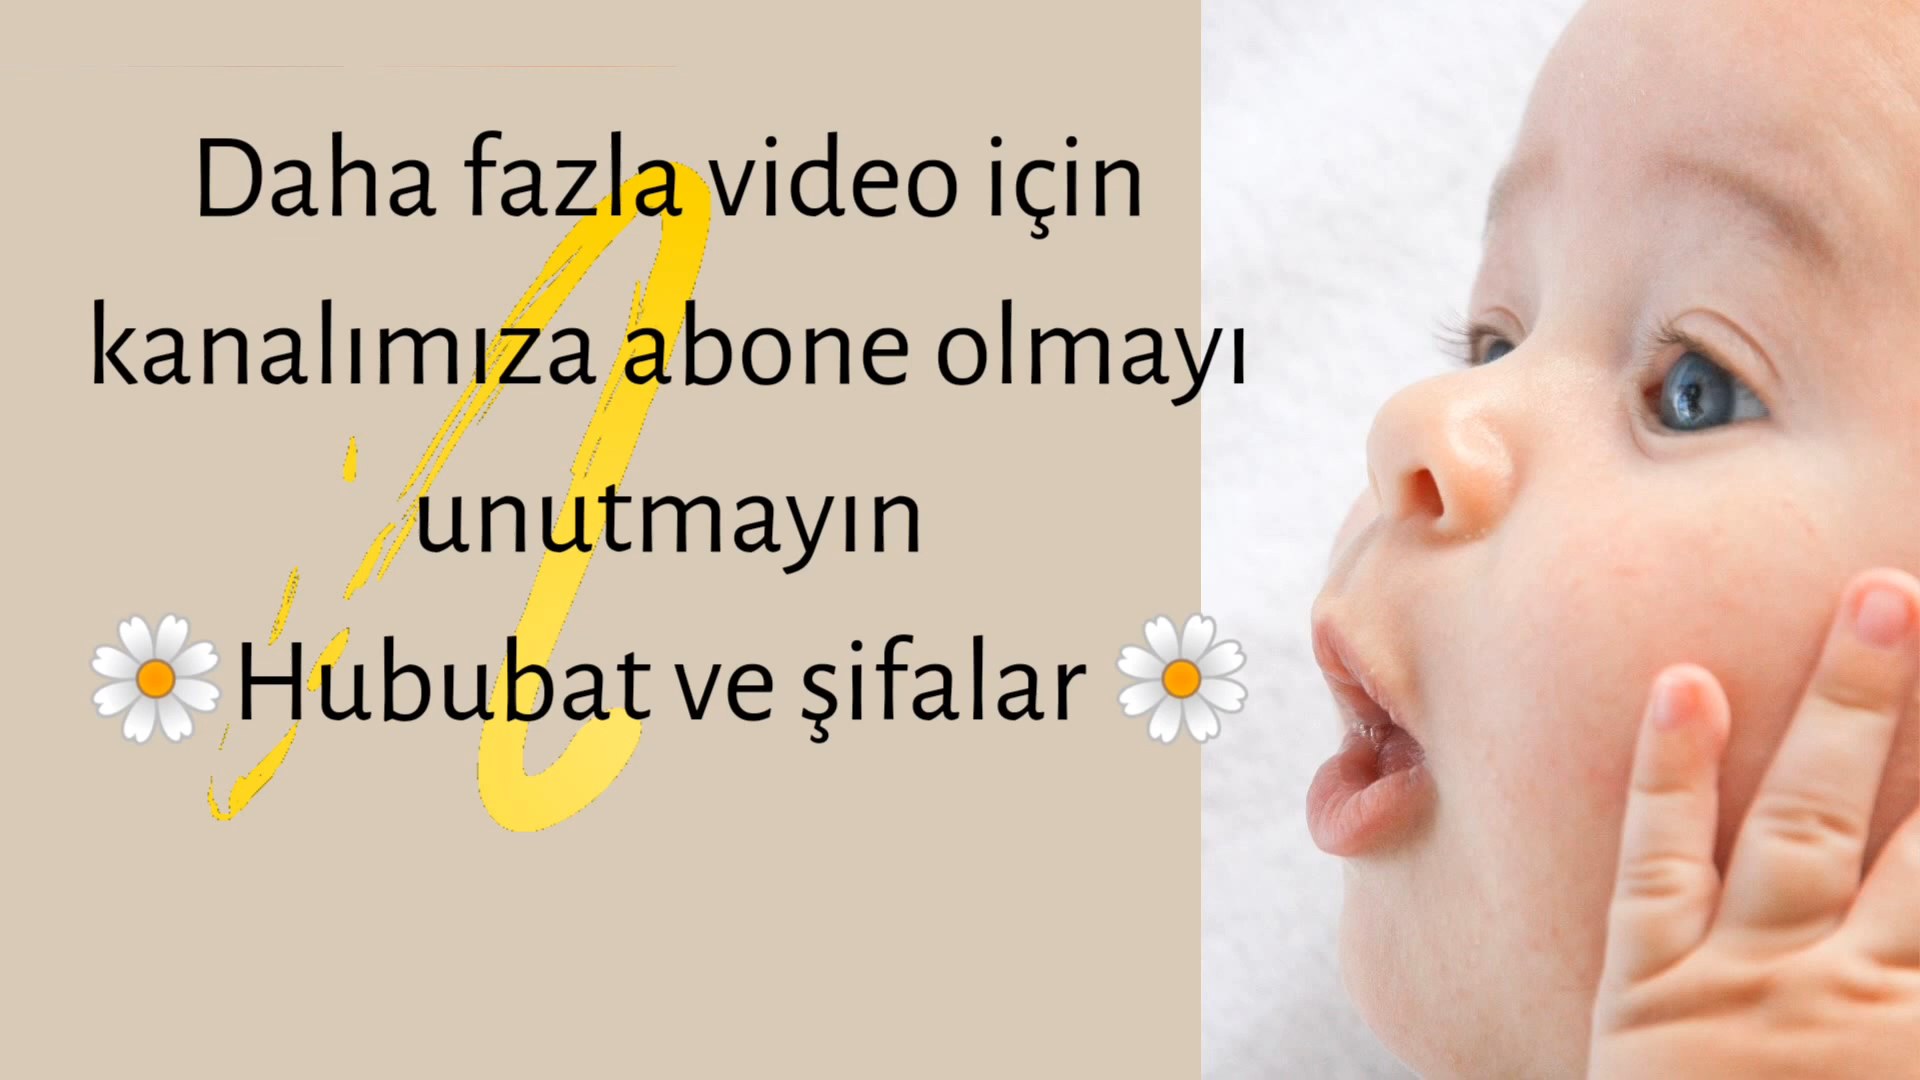 Daha fazla video için
kanalımıza abone olmayı
unutmayın
🌼Hububat ve şifalar 🌼